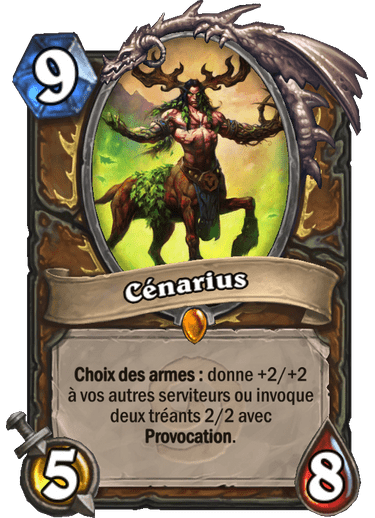 9
Cénarius
Choix des armes : donne +2/+2
à vos autres serviteurs ou invoque
deux tréants 2/2 avec
Provocation.
5
8